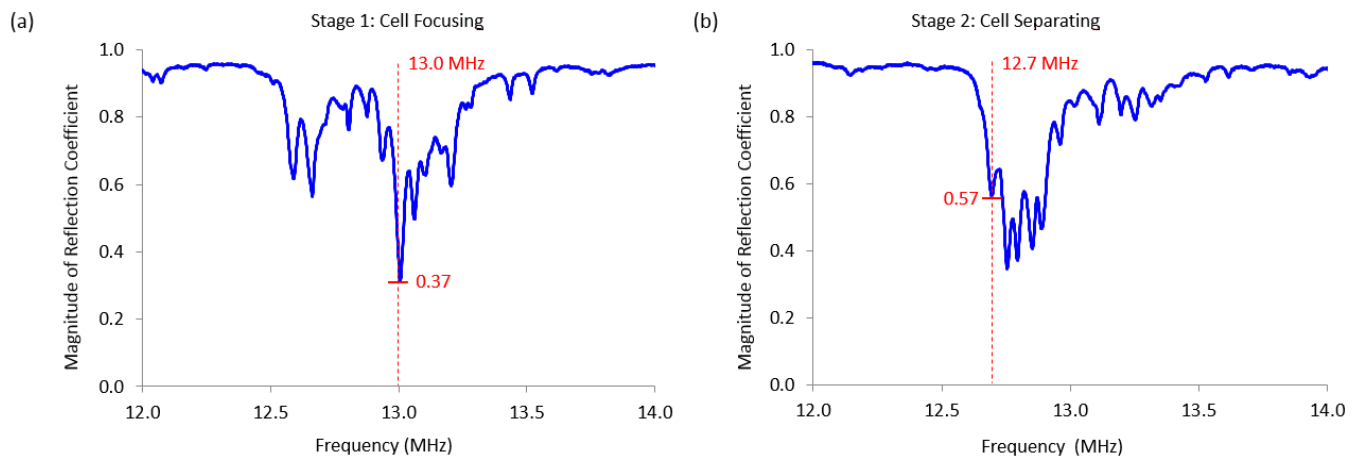 (a)
Stage 1: Cell Focusing
Magnitude of Reflection Coefficient
1.0
0.8
0.6
0.4
0.2
0.0
13.0 MHz
0.37
12.0
12.5
13.0
13.5
14.0
Frequency (MHz)
(b)
Stage 2: Cell Separating
Magnitude of Reflection Coefficient
1.0
0.8
0.6
0.4
0.2
0.0
12.7 MHz
0.57
12.0
12.5
13.0
13.5
14.0
Frequency (MHz)